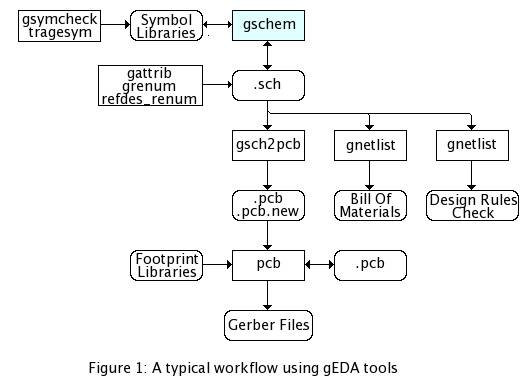 gsymcheck
tragesym
Symbol
Libraries
gschem
gattrib
grenum
refdes_renum
.sch
gsch2pcb
gnetlist
gnetlist
.pcb
.pcb.new
Bill Of
Materials
Design Rules
Check
Footprint
Libraries
pcb
.pcb
Gerber Files
Figure 1: A typical workflow using gEDA tools